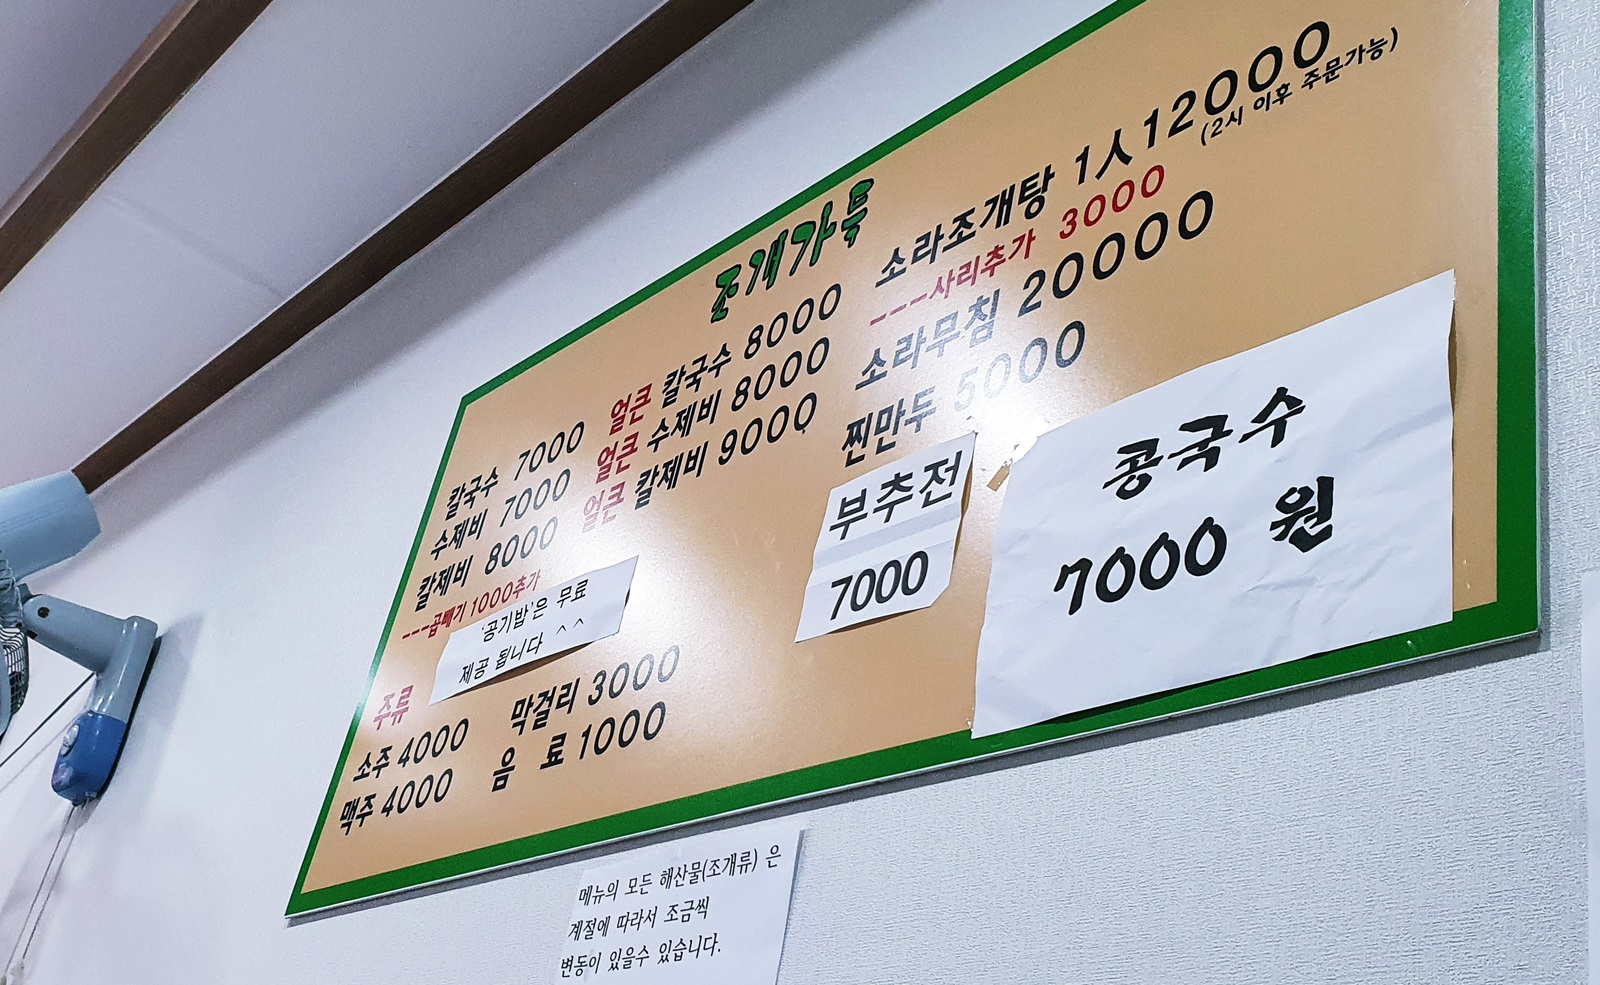 조개가득
칼국수 7000 얼큰 칼국수 8000
수제비 7000 얼큰 수제비 8000
칼제비 8000 얼큰 칼제비 9000
---곱빼기 1000추가
'공기밥'은 무료
제공 됩니다 ^^
주류
소주 4000 막걸리 3000
맥주 4000 음 료 1000
소라조개탕 1人 12000
(2시 이후 주문가능)
---사리추가 3000
소라무침 20000
찐만두 5000
부추전
7000
콩국수
7000 원
메뉴의 모든 해산물(조개류) 은
계절에 따라서 조금씩
변동이 있을수 있습니다.